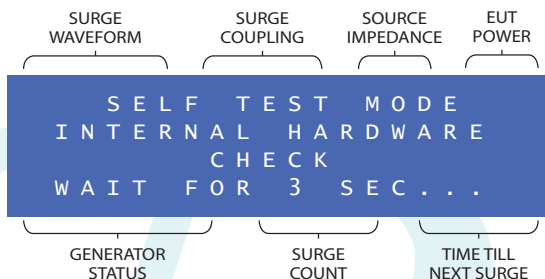 SURGE WAVEFORM
SURGE COUPLING
SOURCE IMPEDANCE
EUT POWER
SELF TEST MODE
INTERNAL HARDWARE
CHECK
WAIT FOR 3 SEC...
GENERATOR STATUS
SURGE COUNT
TIME TILL NEXT SURGE